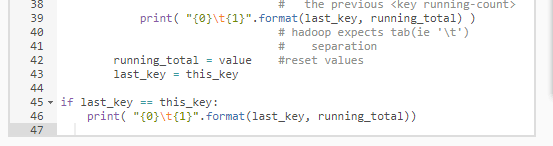 38 #   the previous <key running-count>
39 print( "{0}\t{1}".format(last_key, running_total) )
40 # hadoop expects tab(ie '\t')
41 #    separation
42 running_total = value    #reset values
43 last_key = this_key
44
45 if last_key == this_key:
46 print( "{0}\t{1}".format(last_key, running_total))
47